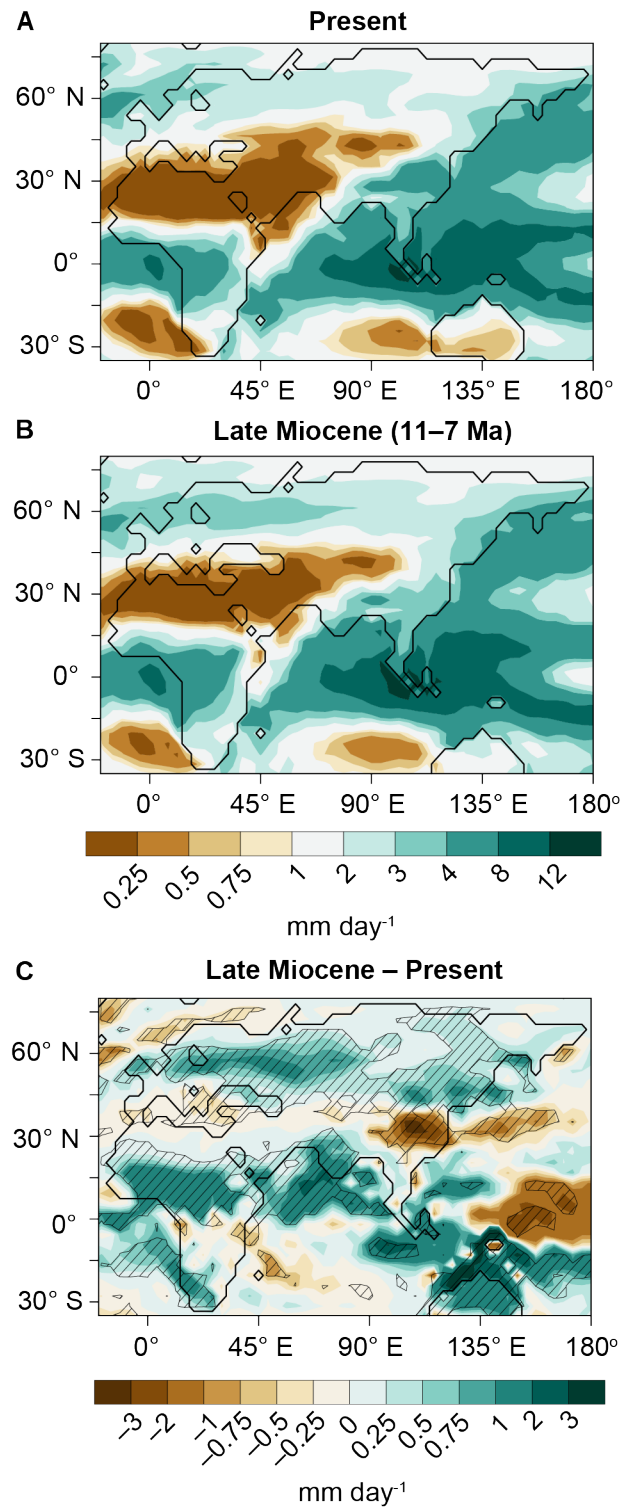 A Present
60° N
30° N
0°
30° S
0° 45° E 90° E 135° E 180°
B Late Miocene (11–7 Ma)
60° N
30° N
0°
30° S
0° 45° E 90° E 135° E 180°
0.25 0.5 0.75 1 2 3 4 8 12
mm day-1
C Late Miocene – Present
60° N
30° N
0°
30° S
0° 45° E 90° E 135° E 180°
−3 −2 −1 −0.75 −0.5 −0.25 0 0.25 0.5 0.75 1 2 3
mm day-1